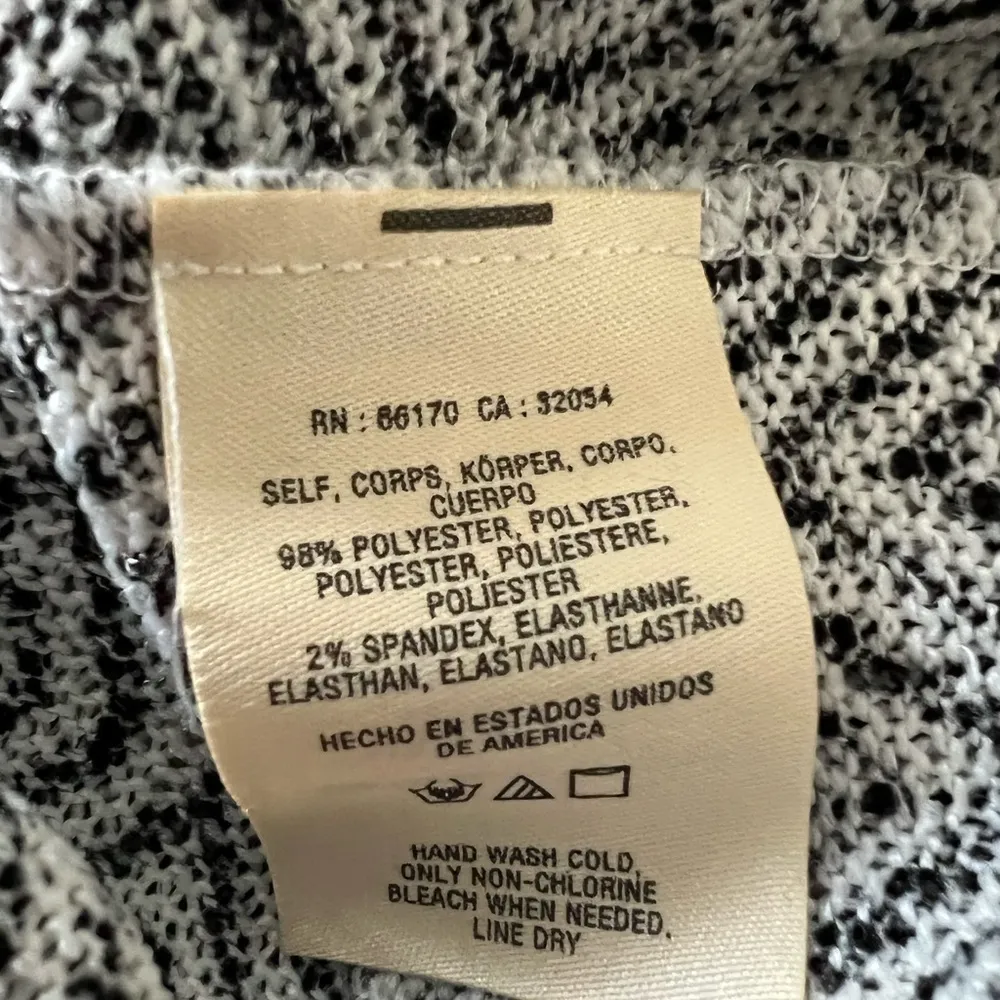 RN : 66170 CA : 32054
SELF, CORPS, KÖRPER, CORPO,
CUERPO
98% POLYESTER, POLYESTER,
POLYESTER, POLIESTERE,
POLIESTER
2% SPANDEX, ELASTHANNE,
ELASTHAN, ELASTANO, ELASTANO
HECHO EN ESTADOS UNIDOS
DE AMERICA
HAND WASH COLD,
ONLY NON-CHLORINE
BLEACH WHEN NEEDED.
LINE DRY